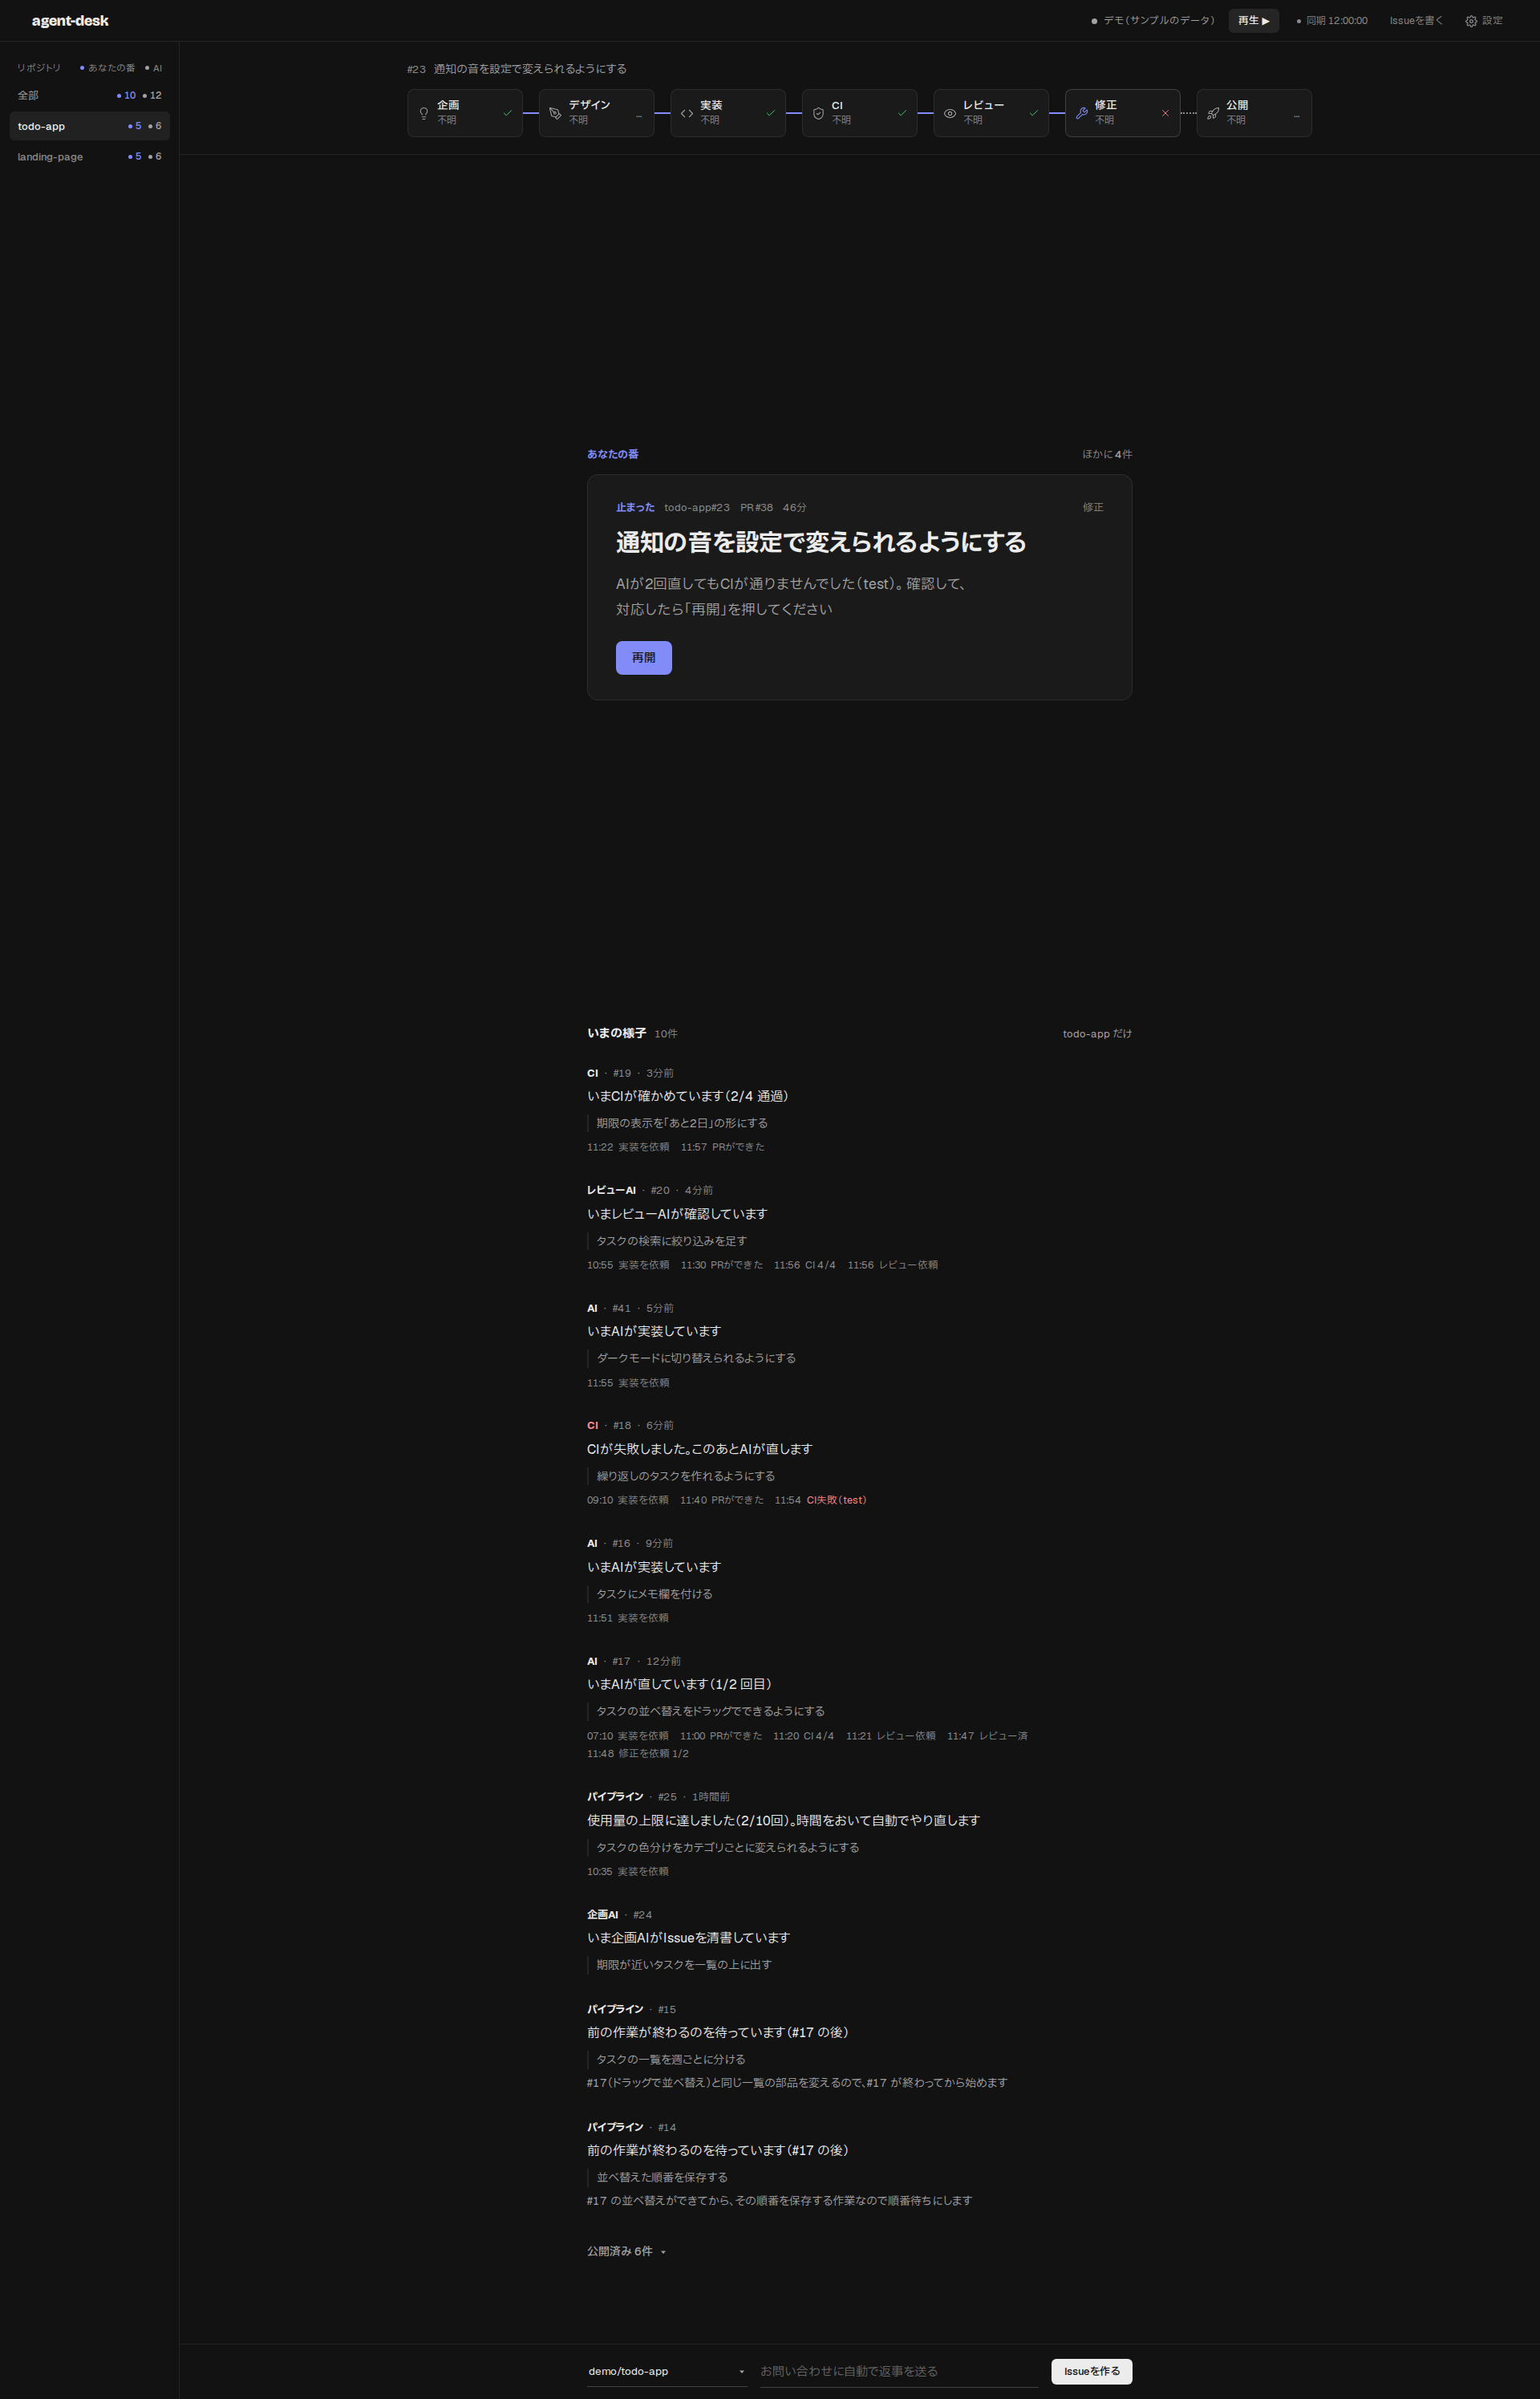 agent-desk
デモ（サンプルのデータ）
再生 ▶
同期 12:00:00
Issueを書く
設定
リポジトリ
あなたの番
AI
全部 10 12
todo-app 5 6
landing-page 5 6
#23 通知の音を設定で変えられるようにする
企画
不明
デザイン
不明
実装
不明
CI
不明
レビュー
不明
修正
不明
公開
不明
あなたの番
ほかに4件
止まった todo-app#23 PR#38 46分
修正
通知の音を設定で変えられるようにする
AIが2回直してもCIが通りませんでした（test）。確認して、
対応したら「再開」を押してください
再開
いまの様子 10件
todo-app だけ
CI · #19 · 3分前
いまCIが確かめています（2/4 通過）
期限の表示を「あと2日」の形にする
11:22 実装を依頼 11:57 PRができた
レビューAI · #20 · 4分前
いまレビューAIが確認しています
タスクの検索に絞り込みを足す
10:55 実装を依頼 11:30 PRができた 11:56 CI 4/4 11:56 レビュー依頼
AI · #41 · 5分前
いまAIが実装しています
ダークモードに切り替えられるようにする
11:55 実装を依頼
CI · #18 · 6分前
CIが失敗しました。このあとAIが直します
繰り返しのタスクを作れるようにする
09:10 実装を依頼 11:40 PRができた 11:54 CI失敗（test）
AI · #16 · 9分前
いまAIが実装しています
タスクにメモ欄を付ける
11:51 実装を依頼
AI · #17 · 12分前
いまAIが直しています（1/2 回目）
タスクの並べ替えをドラッグでできるようにする
07:10 実装を依頼 11:00 PRができた 11:20 CI 4/4 11:21 レビュー依頼 11:47 レビュー済
11:48 修正を依頼 1/2
パイプライン · #25 · 1時間前
使用量の上限に達しました（2/10回）。時間をおいて自動でやり直します
タスクの色分けをカテゴリごとに変えられるようにする
10:35 実装を依頼
企画AI · #24
いま企画AIがIssueを清書しています
期限が近いタスクを一覧の上に出す
パイプライン · #15
前の作業が終わるのを待っています（#17 の後）
タスクの一覧を週ごとに分ける
#17（ドラッグで並べ替え）と同じ一覧の部品を変えるので、#17 が終わってから始めます
パイプライン · #14
前の作業が終わるのを待っています（#17 の後）
並べ替えた順番を保存する
#17 の並べ替えができてから、その順番を保存する作業なので順番待ちにします
公開済み 6件
demo/todo-app
お問い合わせに自動で返事を送る
Issueを作る